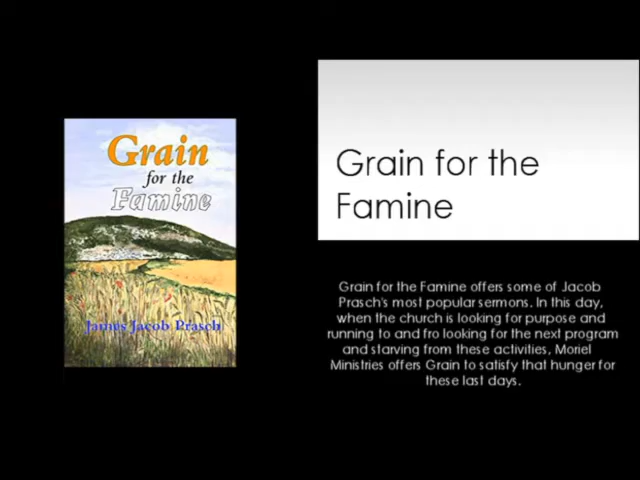 Grain
for the
Famine
James Jacob Prasch
Grain for the
Famine
Grain for the Famine offers some of Jacob
Prasch's most popular sermons. In this day,
when the church is looking for purpose and
running to and fro looking for the next program
and starving from these activities, Moriel
Ministries offers Grain to satisfy that hunger for
these last days.